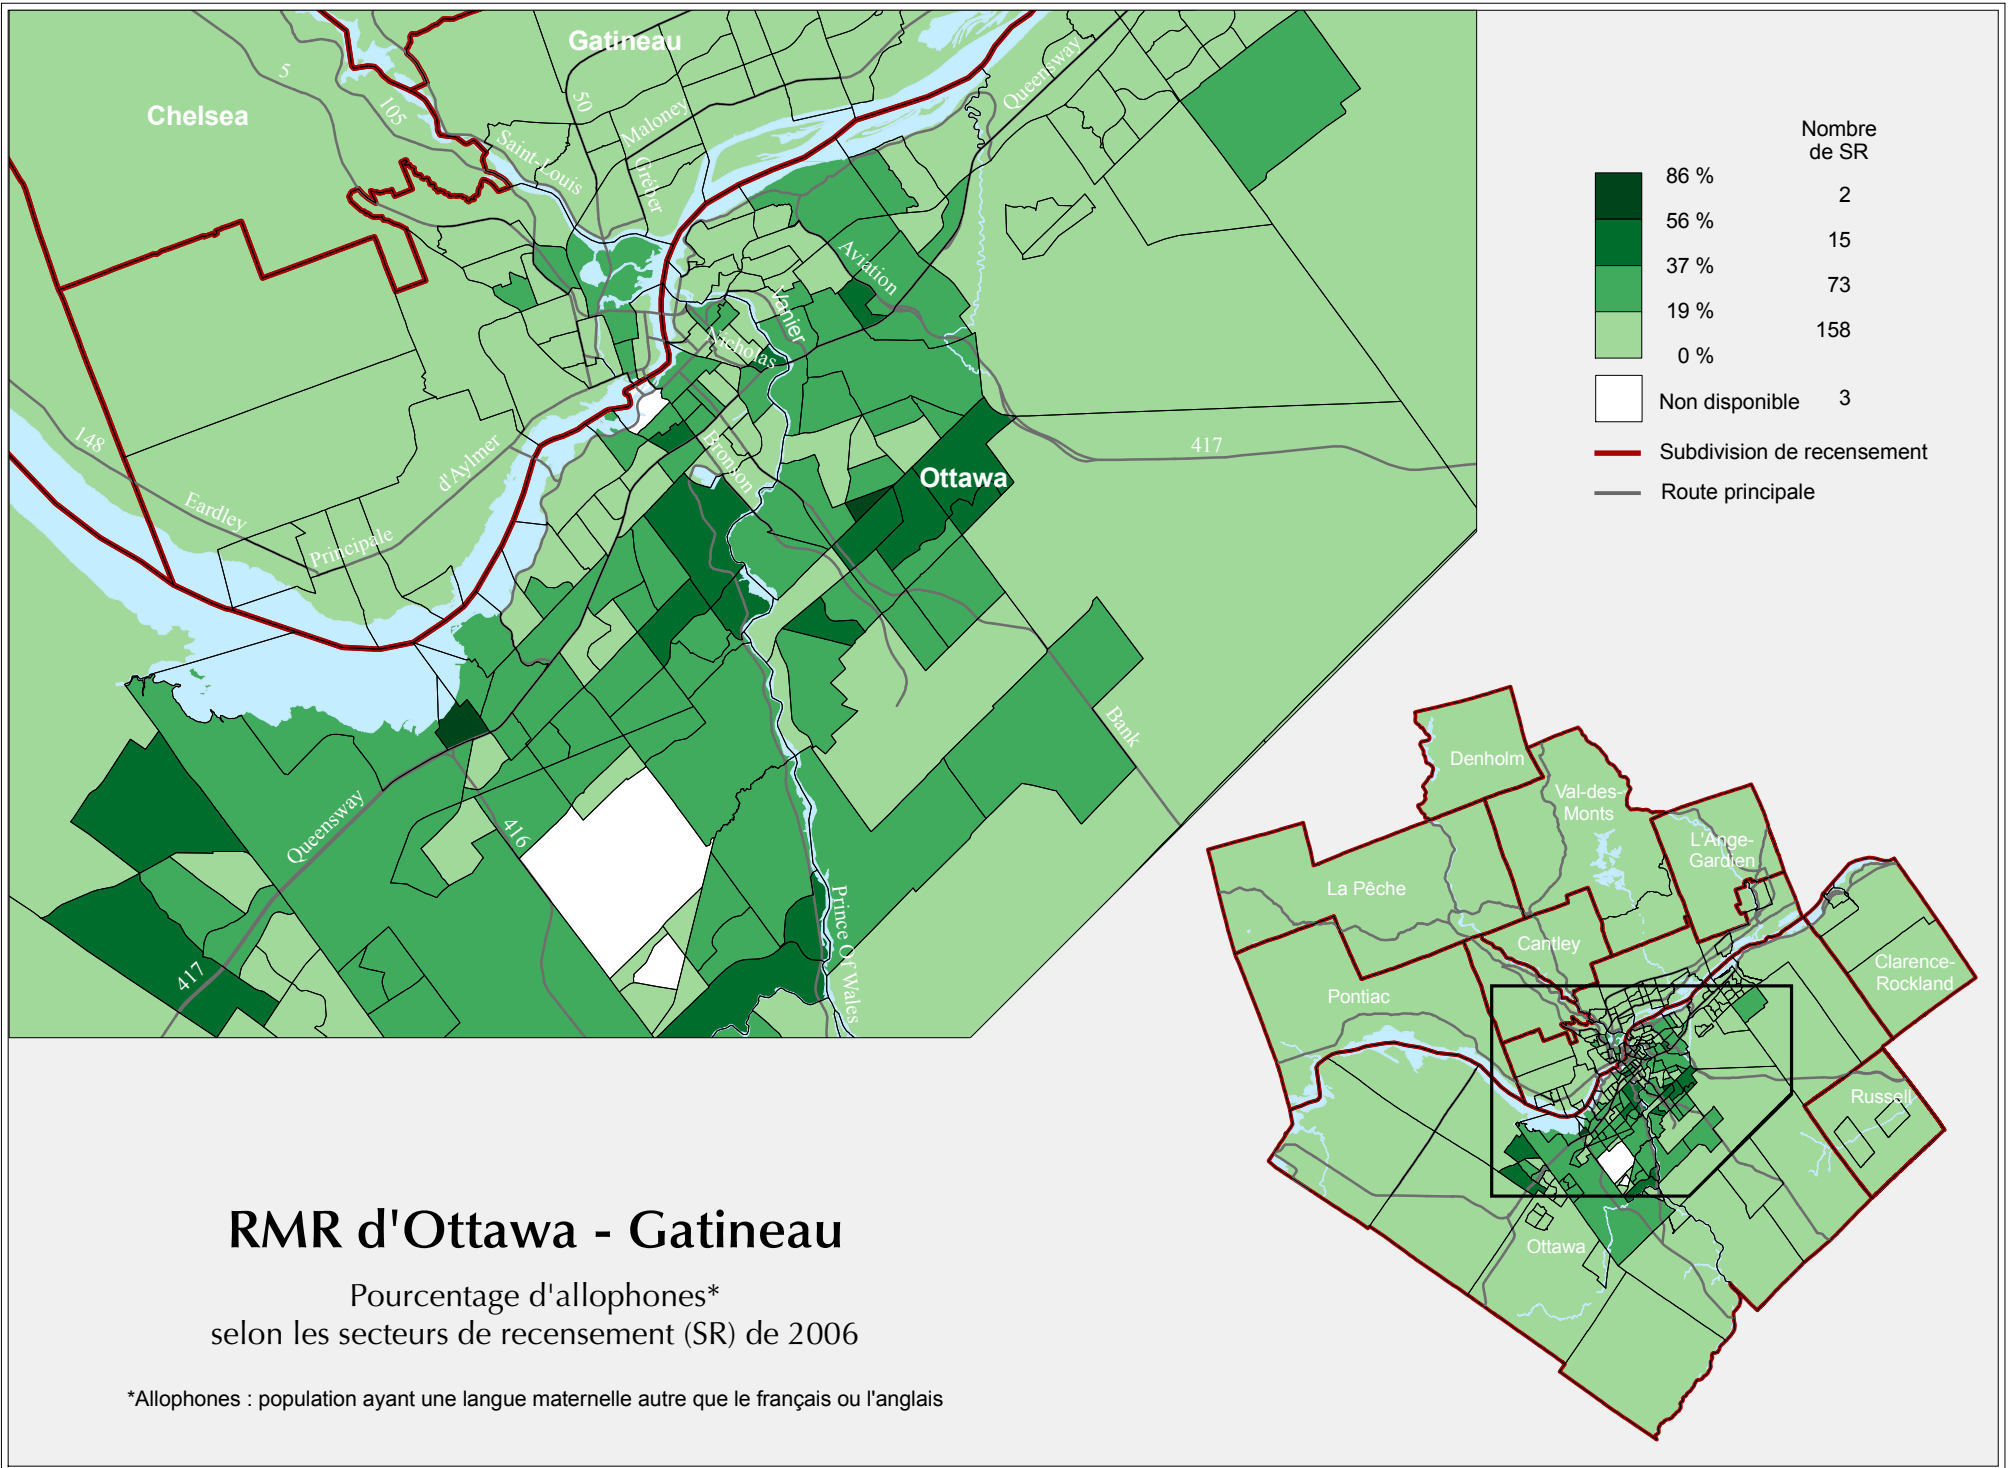 Gatineau
Chelsea
5
105
50
Maloney
Saint-Louis
Gréber
Queensway
Aviation
Vanier
Nicholas
Bronson
Ottawa
417
148
Eardley
d'Aylmer
Principale
Bank
Queensway
416
417
Prince Of Wales
Nombre
de SR
86 %
2
56 %
15
37 %
73
19 %
158
0 %
Non disponible
3
Subdivision de recensement
Route principale
Denholm
Val-des-
Monts
L'Ange-
Gardien
La Pêche
Cantley
Clarence-
Rockland
Pontiac
Russell
Ottawa
RMR d'Ottawa - Gatineau
Pourcentage d'allophones*
selon les secteurs de recensement (SR) de 2006
*Allophones : population ayant une langue maternelle autre que le français ou l'anglais